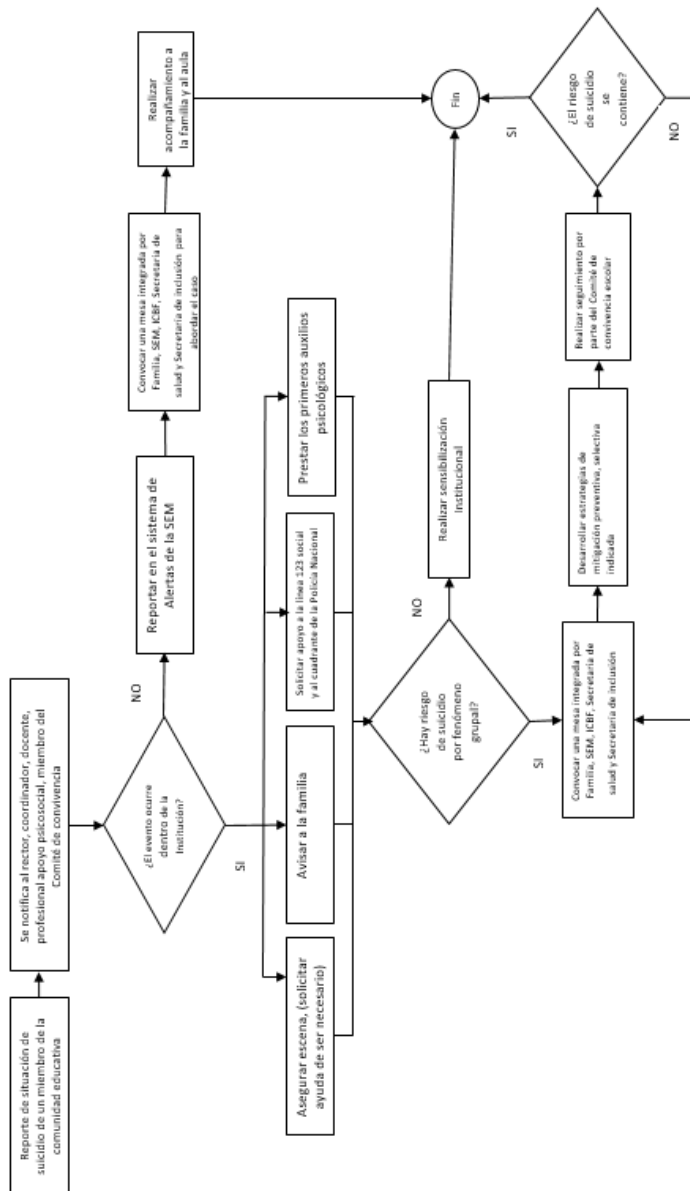 Reporte de situación de
suicidio de un miembro de la
comunidad educativa
Se notifica al rector, coordinador, docente,
profesional apoyo psicosocial, miembro del
Comité de convivencia
¿El evento ocurre
dentro de la
Institución?
NO
Reportar en el sistema de
Alertas de la SEM
Convocar una mesa integrada por
Familia, SEM, ICBF, Secretaría de
salud y Secretaría de inclusión para
abordar el caso
Realizar
acompañamiento a
la familia y al aula
SI
Asegurar escena, (solicitar
ayuda de ser necesario)
Avisar a la familia
Solicitar apoyo a la línea 123 social
y al cuadrante de la Policía Nacional
Prestar los primeros auxilios
psicológicos
¿Hay riesgo
de suicidio
por fenómeno
grupal?
NO
Realizar sensibilización
Institucional
Fin
SI
Convocar una mesa integrada por
Familia, SEM, ICBF, Secretaría de
salud y Secretaría de inclusión
Desarrollar estrategias de
mitigación preventiva, selectiva
indicada
Realizar seguimiento por
parte del Comité de
convivencia escolar
¿El riesgo
de suicidio
se
contiene?
SI
NO